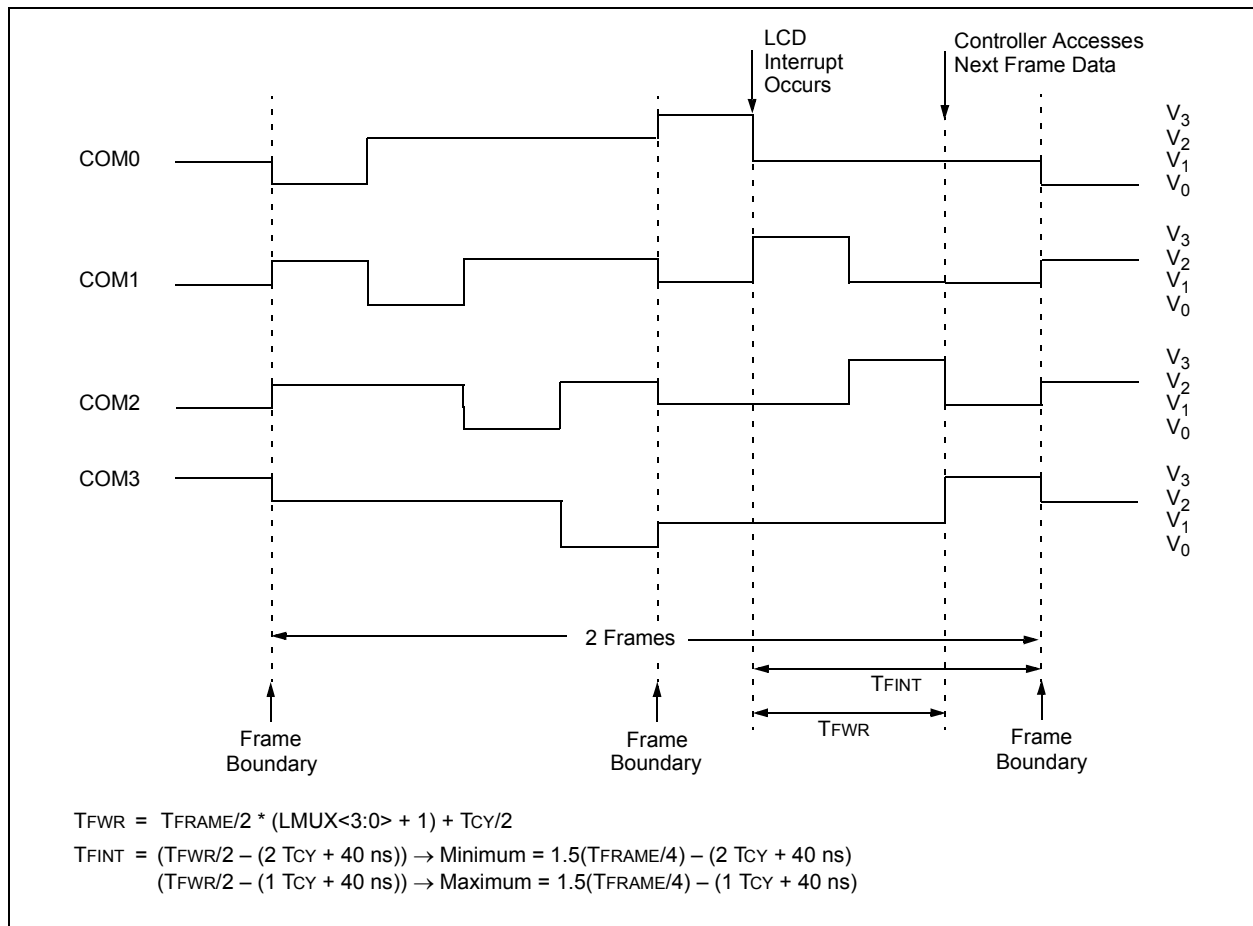 LCD
Interrupt
Occurs
Controller Accesses
Next Frame Data
COM0
V3
V2
V1
V0
COM1
V3
V2
V1
V0
COM2
V3
V2
V1
V0
COM3
V3
V2
V1
V0
2 Frames
TFINT
TFWR
Frame
Boundary
Frame
Boundary
Frame
Boundary
TFWR = TFRAME/2 * (LMUX<3:0> + 1) + TCY/2
TFINT = (TFWR/2 – (2 TCY + 40 ns)) → Minimum = 1.5(TFRAME/4) – (2 TCY + 40 ns)
(TFWR/2 – (1 TCY + 40 ns)) → Maximum = 1.5(TFRAME/4) – (1 TCY + 40 ns)